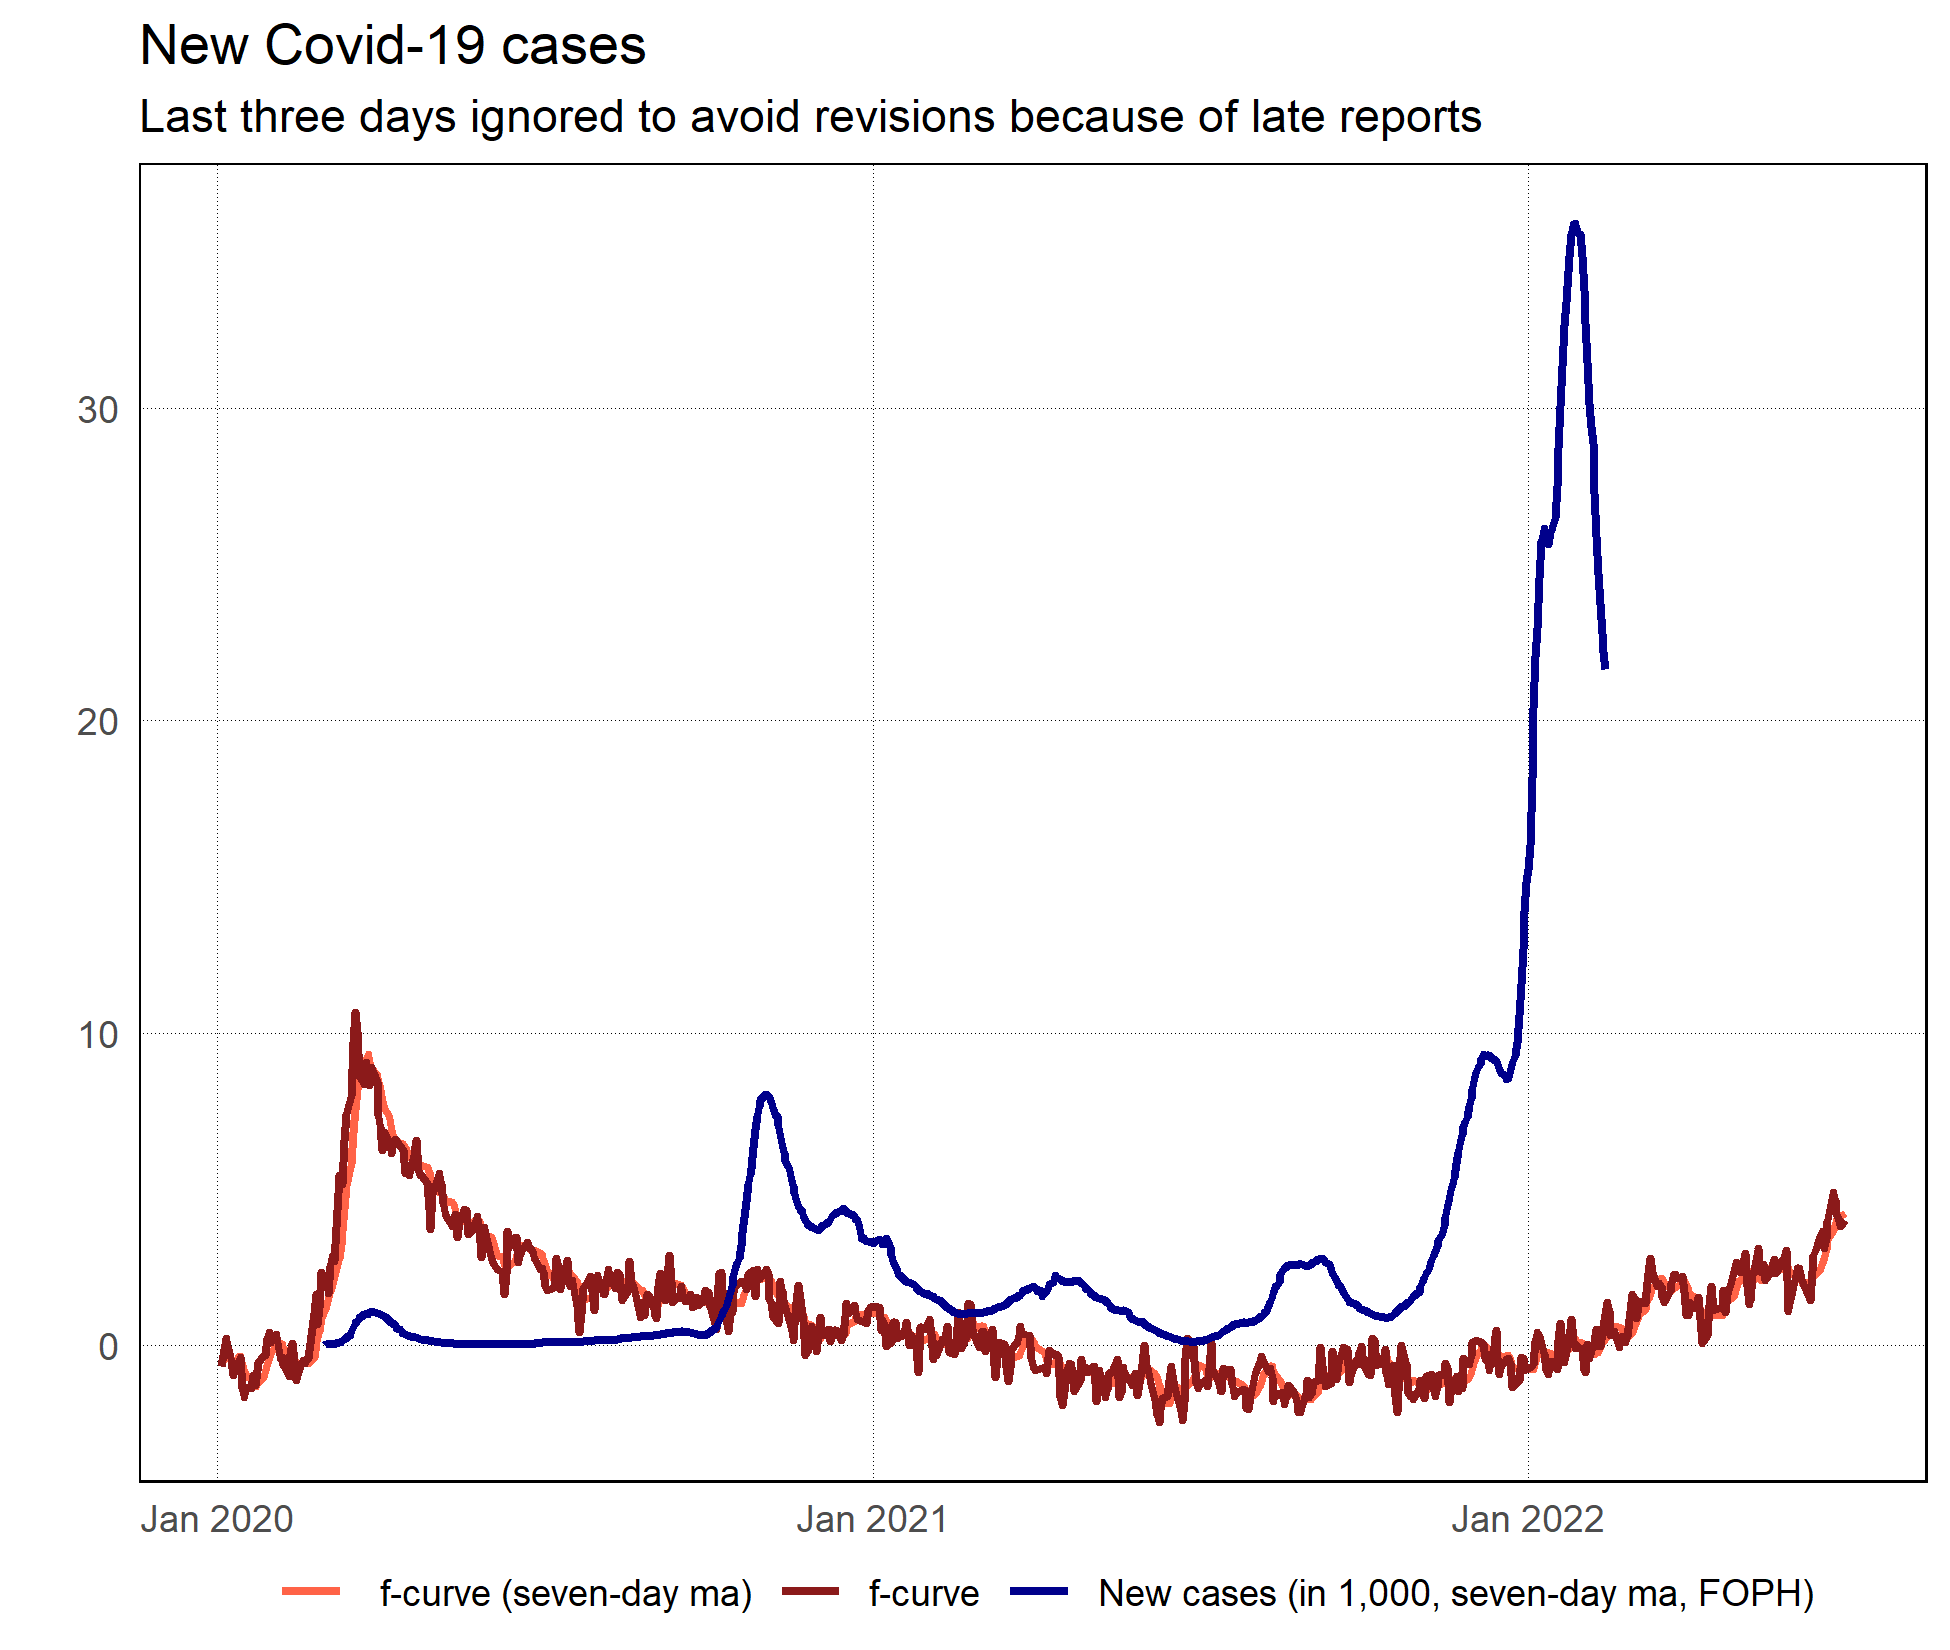 New Covid-19 cases
Last three days ignored to avoid revisions because of late reports
30
20
10
0
Jan 2020
Jan 2021
Jan 2022
f-curve (seven-day ma)
f-curve
New cases (in 1,000, seven-day ma, FOPH)